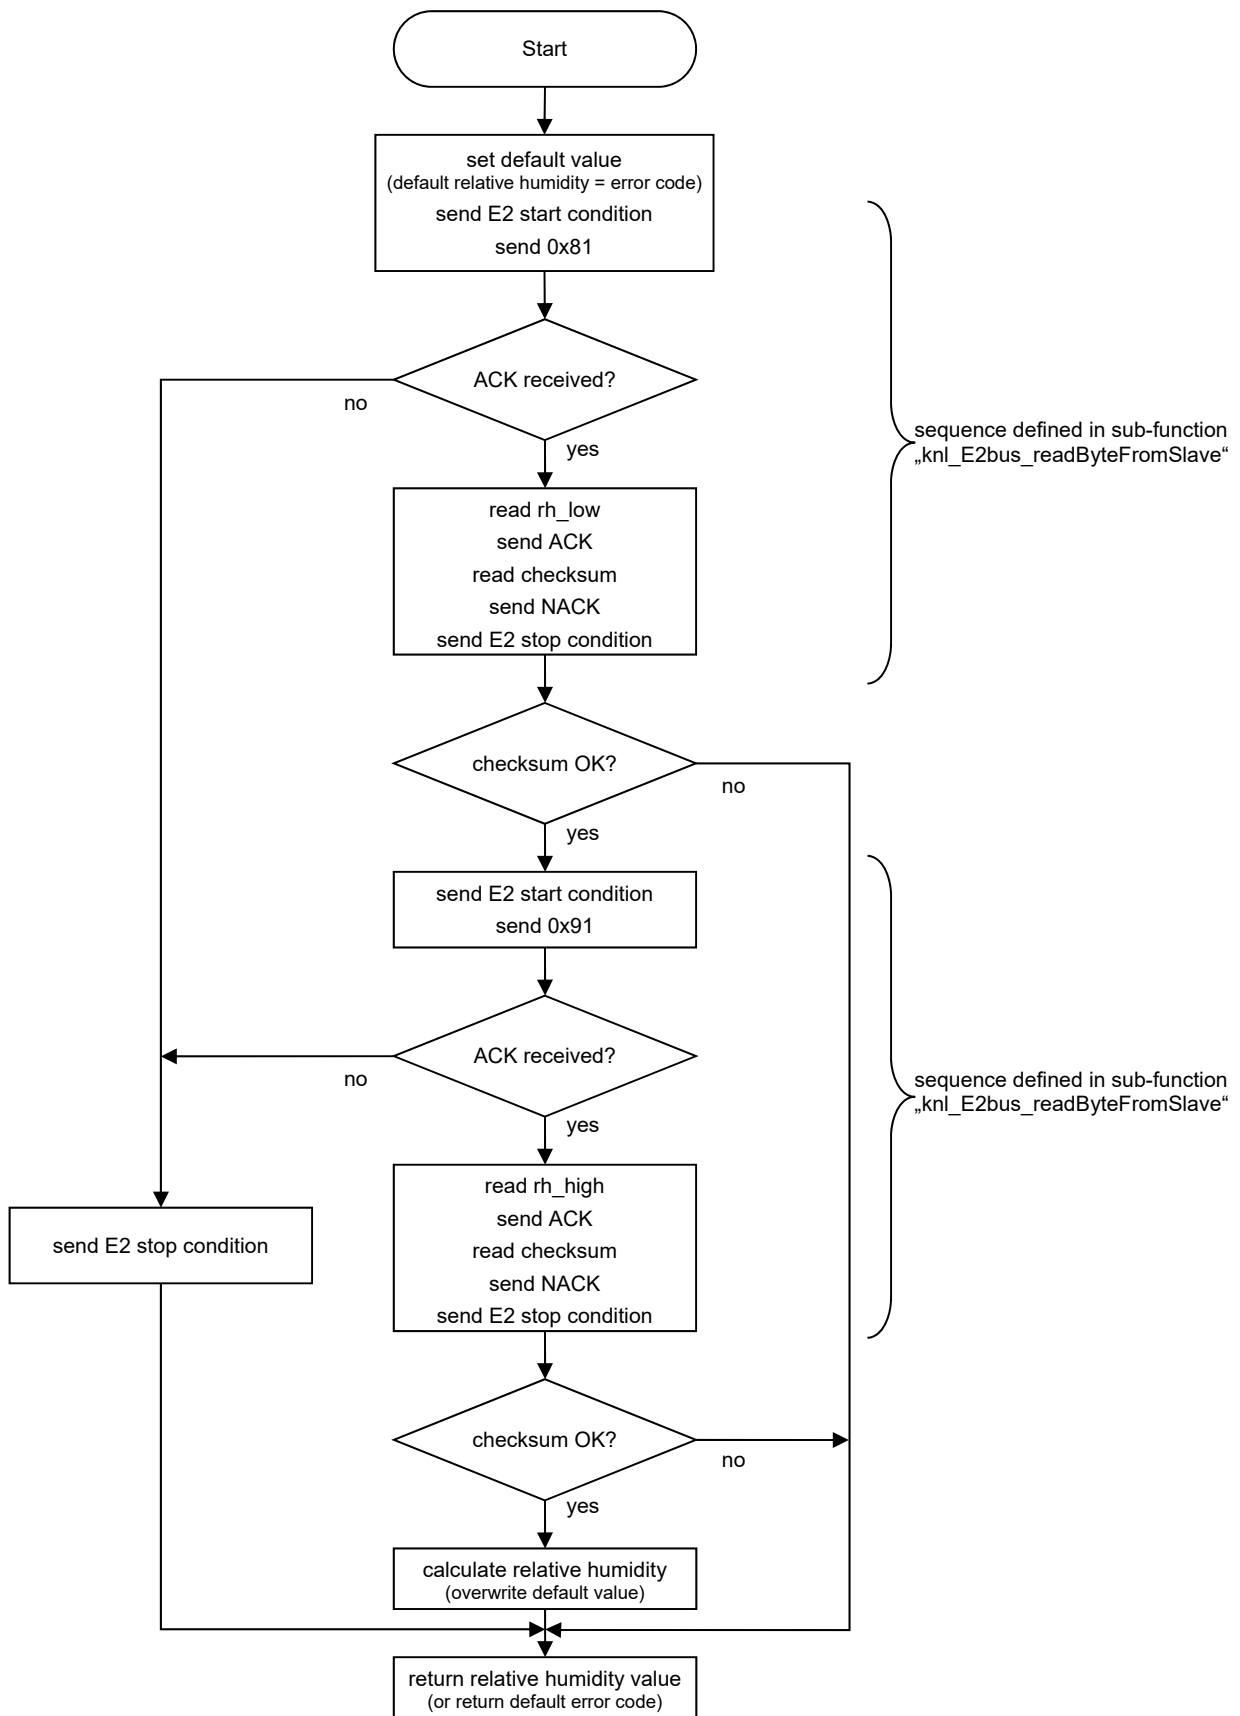 Start
set default value
(default relative humidity = error code)
send E2 start condition
send 0x81
ACK received?
no
yes
sequence defined in sub-function
„knl_E2bus_readByteFromSlave“
read rh_low
send ACK
read checksum
send NACK
send E2 stop condition
checksum OK?
no
yes
send E2 start condition
send 0x91
ACK received?
no
yes
sequence defined in sub-function
„knl_E2bus_readByteFromSlave“
read rh_high
send ACK
read checksum
send NACK
send E2 stop condition
send E2 stop condition
checksum OK?
no
yes
calculate relative humidity
(overwrite default value)
return relative humidity value
(or return default error code)